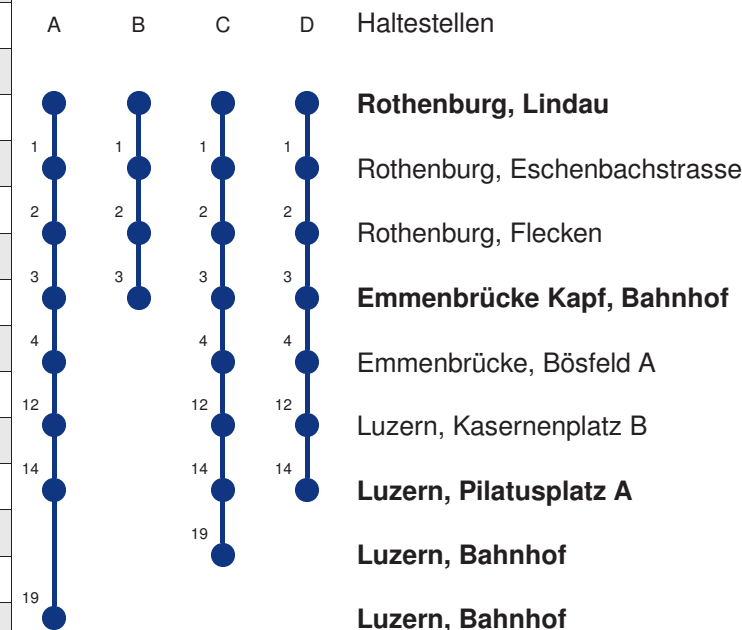 A B C D Haltestellen
Rothenburg, Lindau
1 1 1 1 Rothenburg, Eschenbachstrasse
2 2 2 2 Rothenburg, Flecken
3 3 3 3 Emmenbrücke Kapf, Bahnhof
4 4 4 Emmenbrücke, Bösfeld A
12 12 12 Luzern, Kasernenplatz B
14 14 14 Luzern, Pilatusplatz A
19 Luzern, Bahnhof
19 Luzern, Bahnhof